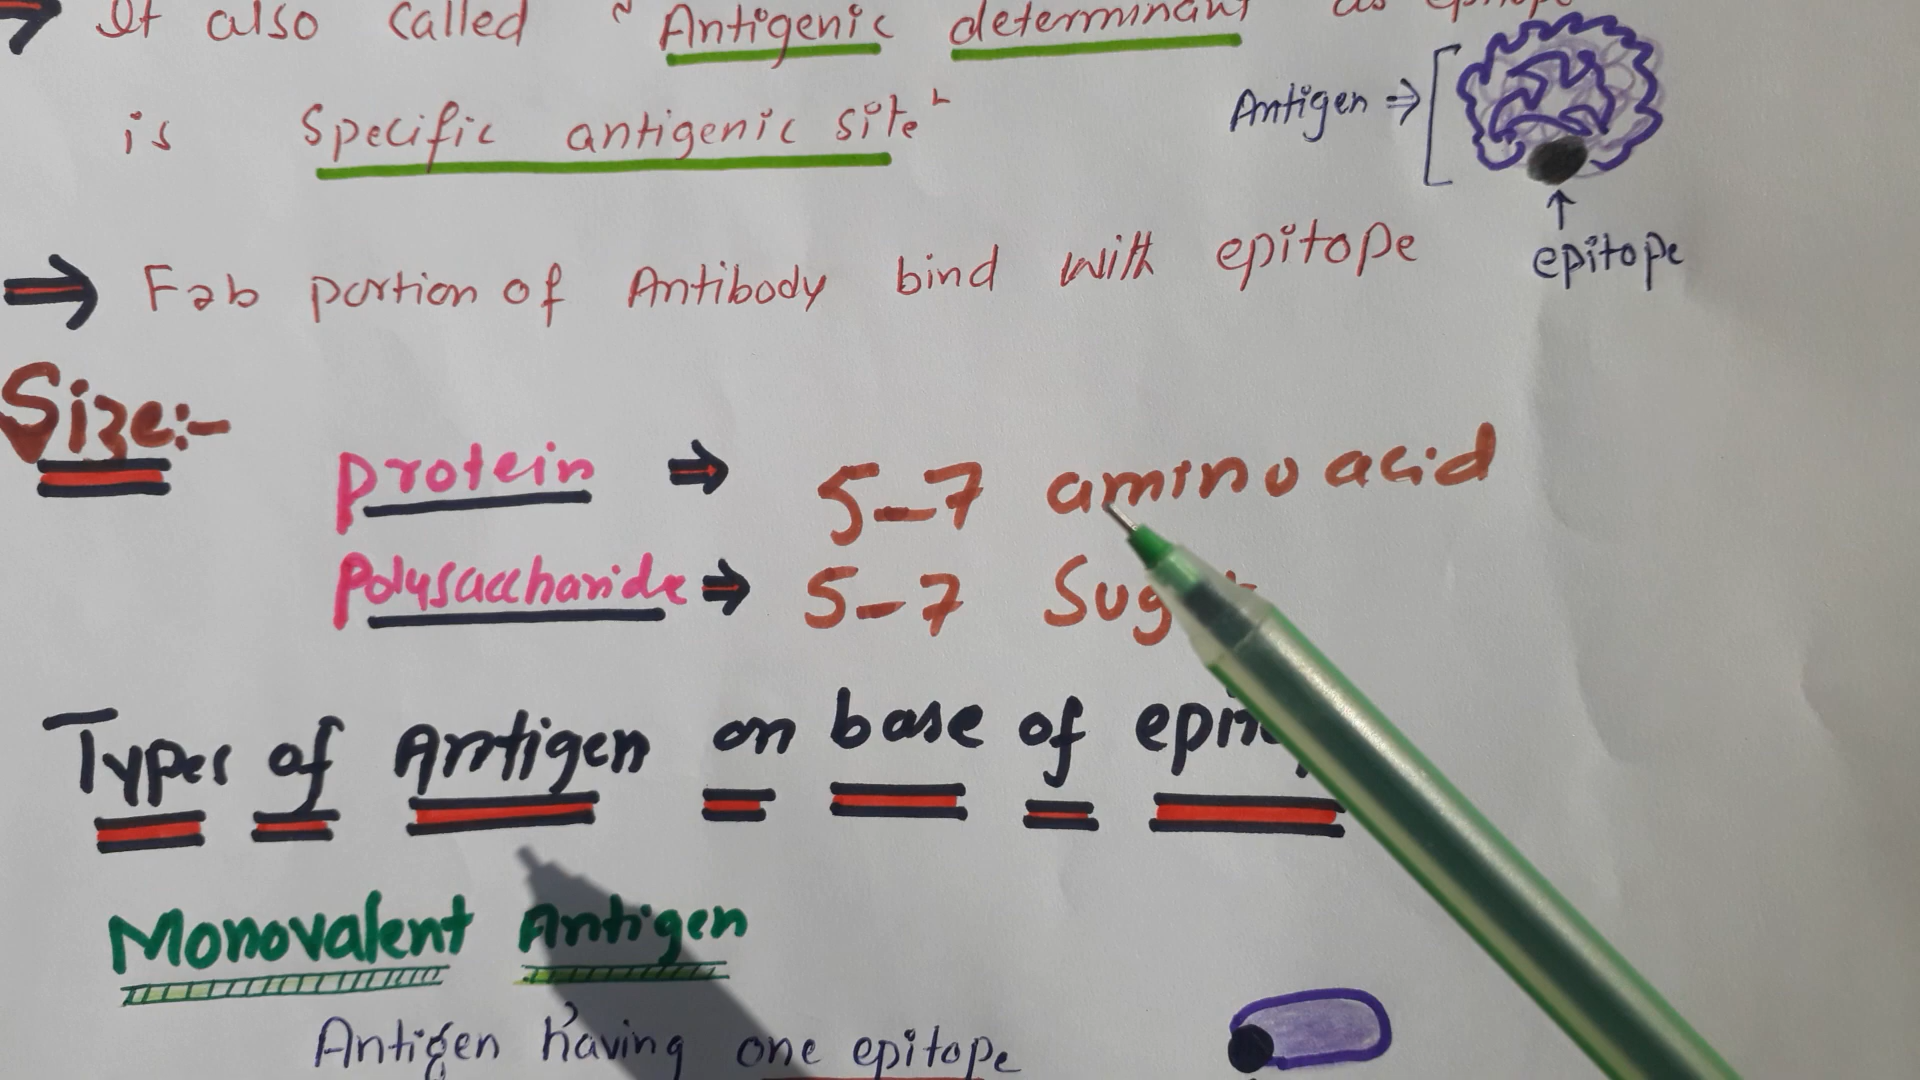 It also called "Antigenic determinant as epitope
is specific antigenic site"
Antigen ⇒
epitope
⇒ Fab portion of Antibody bind with epitope
Size:-
Protein ⇒ 5-7 amino acid
Polysaccharide ⇒ 5-7
Types of Antigen on base of
Monovalent Antigen
Antigen having one epitope